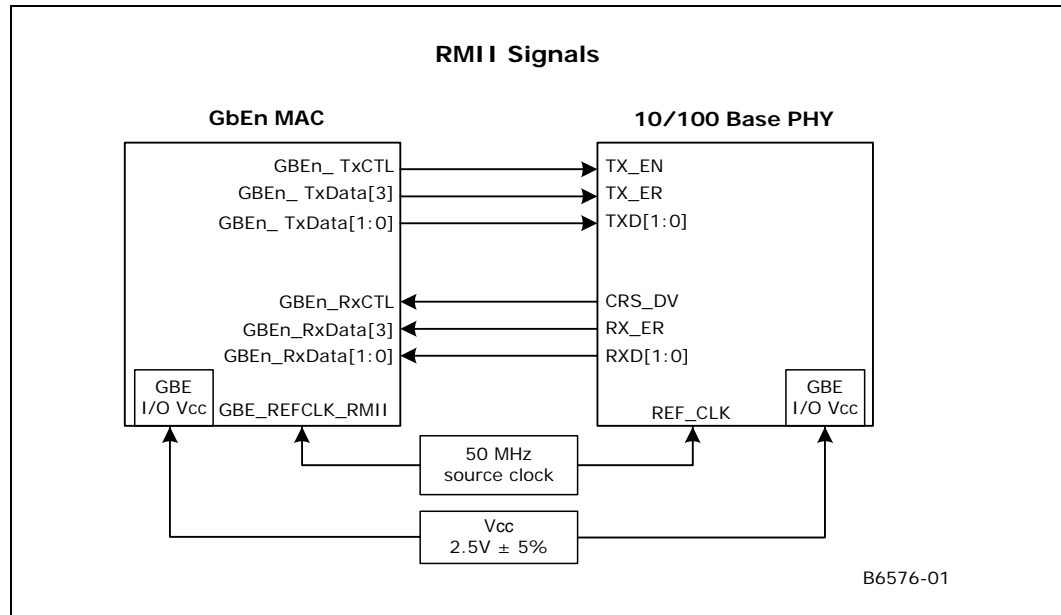 RMII Signals
GbEn MAC
10/100 Base PHY
GBEn_ TxCTL
TX_EN
GBEn_ TxData[3]
TX_ER
GBEn_ TxData[1:0]
TXD[1:0]
GBEn_RxCTL
CRS_DV
GBEn_RxData[3]
RX_ER
GBEn_RxData[1:0]
RXD[1:0]
GBE
I/O Vcc
GBE_REFCLK_RMII
REF_CLK
GBE
I/O Vcc
50 MHz
source clock
Vcc
2.5V ± 5%
B6576-01